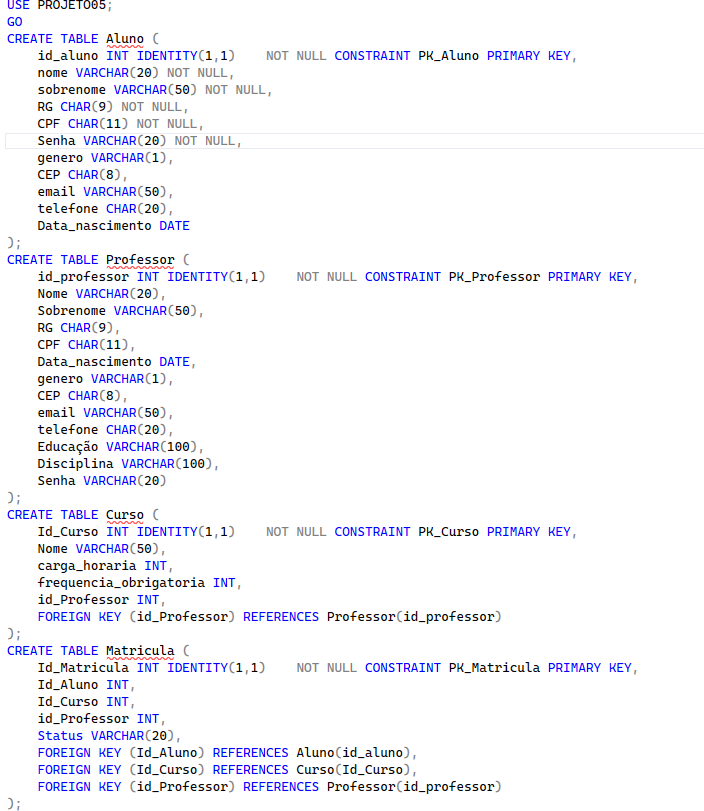 USE PROJETO05;
GO
CREATE TABLE Aluno (
    id_aluno INT IDENTITY(1,1)    NOT NULL CONSTRAINT PK_Aluno PRIMARY KEY,
    nome VARCHAR(20) NOT NULL,
    sobrenome VARCHAR(50) NOT NULL,
    RG CHAR(9) NOT NULL,
    CPF CHAR(11) NOT NULL,
    Senha VARCHAR(20) NOT NULL,
    genero VARCHAR(1),
    CEP CHAR(8),
    email VARCHAR(50),
    telefone CHAR(20),
    Data_nascimento DATE
);
CREATE TABLE Professor (
    id_professor INT IDENTITY(1,1)    NOT NULL CONSTRAINT PK_Professor PRIMARY KEY,
    Nome VARCHAR(20),
    Sobrenome VARCHAR(50),
    RG CHAR(9),
    CPF CHAR(11),
    Data_nascimento DATE,
    genero VARCHAR(1),
    CEP CHAR(8),
    email VARCHAR(50),
    telefone CHAR(20),
    Educação VARCHAR(100),
    Disciplina VARCHAR(100),
    Senha VARCHAR(20)
);
CREATE TABLE Curso (
    Id_Curso INT IDENTITY(1,1)    NOT NULL CONSTRAINT PK_Curso PRIMARY KEY,
    Nome VARCHAR(50),
    carga_horaria INT,
    frequencia_obrigatoria INT,
    id_Professor INT,
    FOREIGN KEY (id_Professor) REFERENCES Professor(id_professor)
);
CREATE TABLE Matricula (
    Id_Matricula INT IDENTITY(1,1)    NOT NULL CONSTRAINT PK_Matricula PRIMARY KEY,
    Id_Aluno INT,
    Id_Curso INT,
    id_Professor INT,
    Status VARCHAR(20),
    FOREIGN KEY (Id_Aluno) REFERENCES Aluno(id_aluno),
    FOREIGN KEY (Id_Curso) REFERENCES Curso(Id_Curso),
    FOREIGN KEY (id_Professor) REFERENCES Professor(id_professor)
);